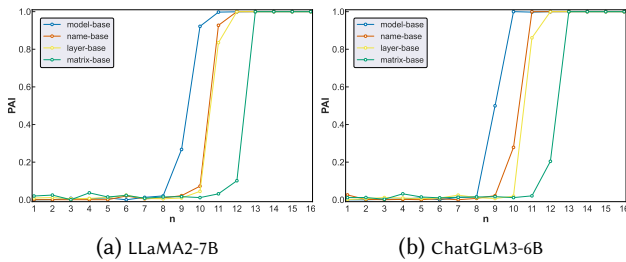 1.0
0.8
0.6
0.4
0.2
0.0
PAI
model-base
name-base
layer-base
matrix-base
1 2 3 4 5 6 7 8 9 10 11 12 13 14 15 16
n
(a) LLaMA2-7B
1.0
0.8
0.6
0.4
0.2
0.0
PAI
model-base
name-base
layer-base
matrix-base
1 2 3 4 5 6 7 8 9 10 11 12 13 14 15 16
n
(b) ChatGLM3-6B